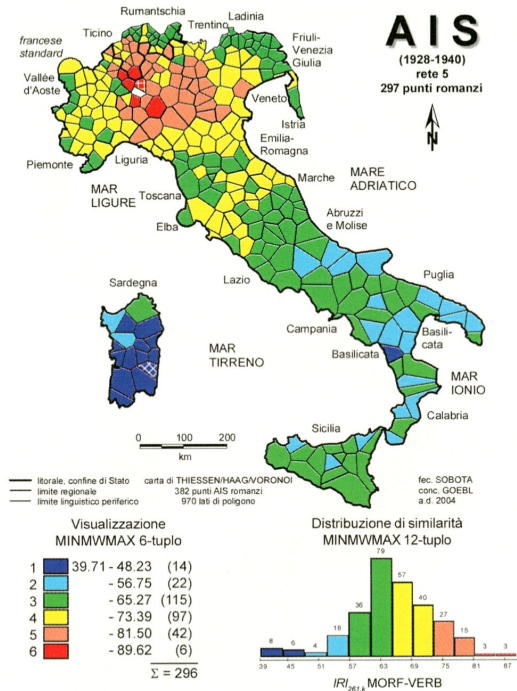 AIS
(1928-1940)
rete 5
297 punti romanzi
N
Rumantschia
Ladinia
Ticino
Trentino
francese
standard
Friuli-
Venezia
Giulia
Vallée
d'Aoste
Veneto
Istria
Emilia-
Romagna
Piemonte
Liguria
Marche
MARE
ADRIATICO
MAR
LIGURE
Toscana
Abruzzi
e Molise
Elba
Lazio
Puglia
Sardegna
Campania
Basili-
cata
Basilicata
MAR
TIRRENO
MAR
IONIO
Calabria
Sicilia
0 100 200
km
litorale, confine di Stato
limite regionale
limite linguistico periferico
carta di THIESSEN/HAAG/VORONOI
382 punti AIS romanzi
970 lati di poligono
fec. SOBOTA
conc. GOEBL
a.d. 2004
Visualizzazione
MINMWMAX 6-tuplo
1 39.71 - 48.23 (14)
2 - 56.75 (22)
3 - 65.27 (115)
4 - 73.39 (97)
5 - 81.50 (42)
6 - 89.62 (6)
Σ = 296
Distribuzione di similarità
MINMWMAX 12-tuplo
8 6 4 18 36 79 57 40 27 15 3 3
39 45 51 57 63 69 75 81 87
IRI261,k MORF-VERB